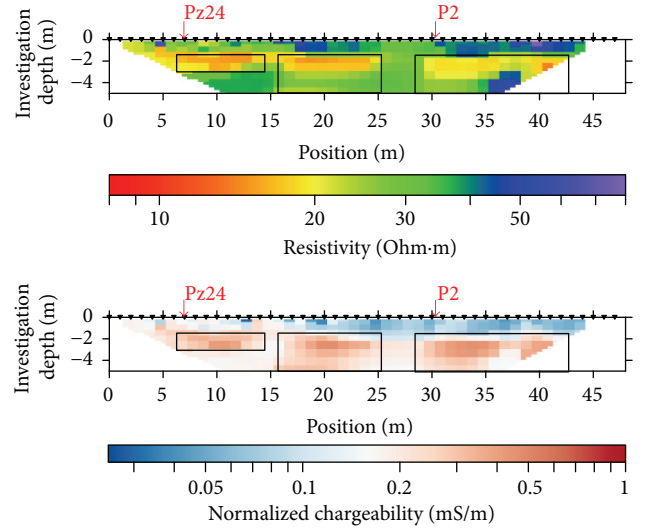 Pz24
P2
Investigation
depth (m)
0
−2
−4
0 5 10 15 20 25 30 35 40 45
Position (m)
10 20 30 50
Resistivity (Ohm·m)
Pz24
P2
Investigation
depth (m)
0
−2
−4
0 5 10 15 20 25 30 35 40 45
Position (m)
0.05 0.1 0.2 0.5 1
Normalized chargeability (mS/m)